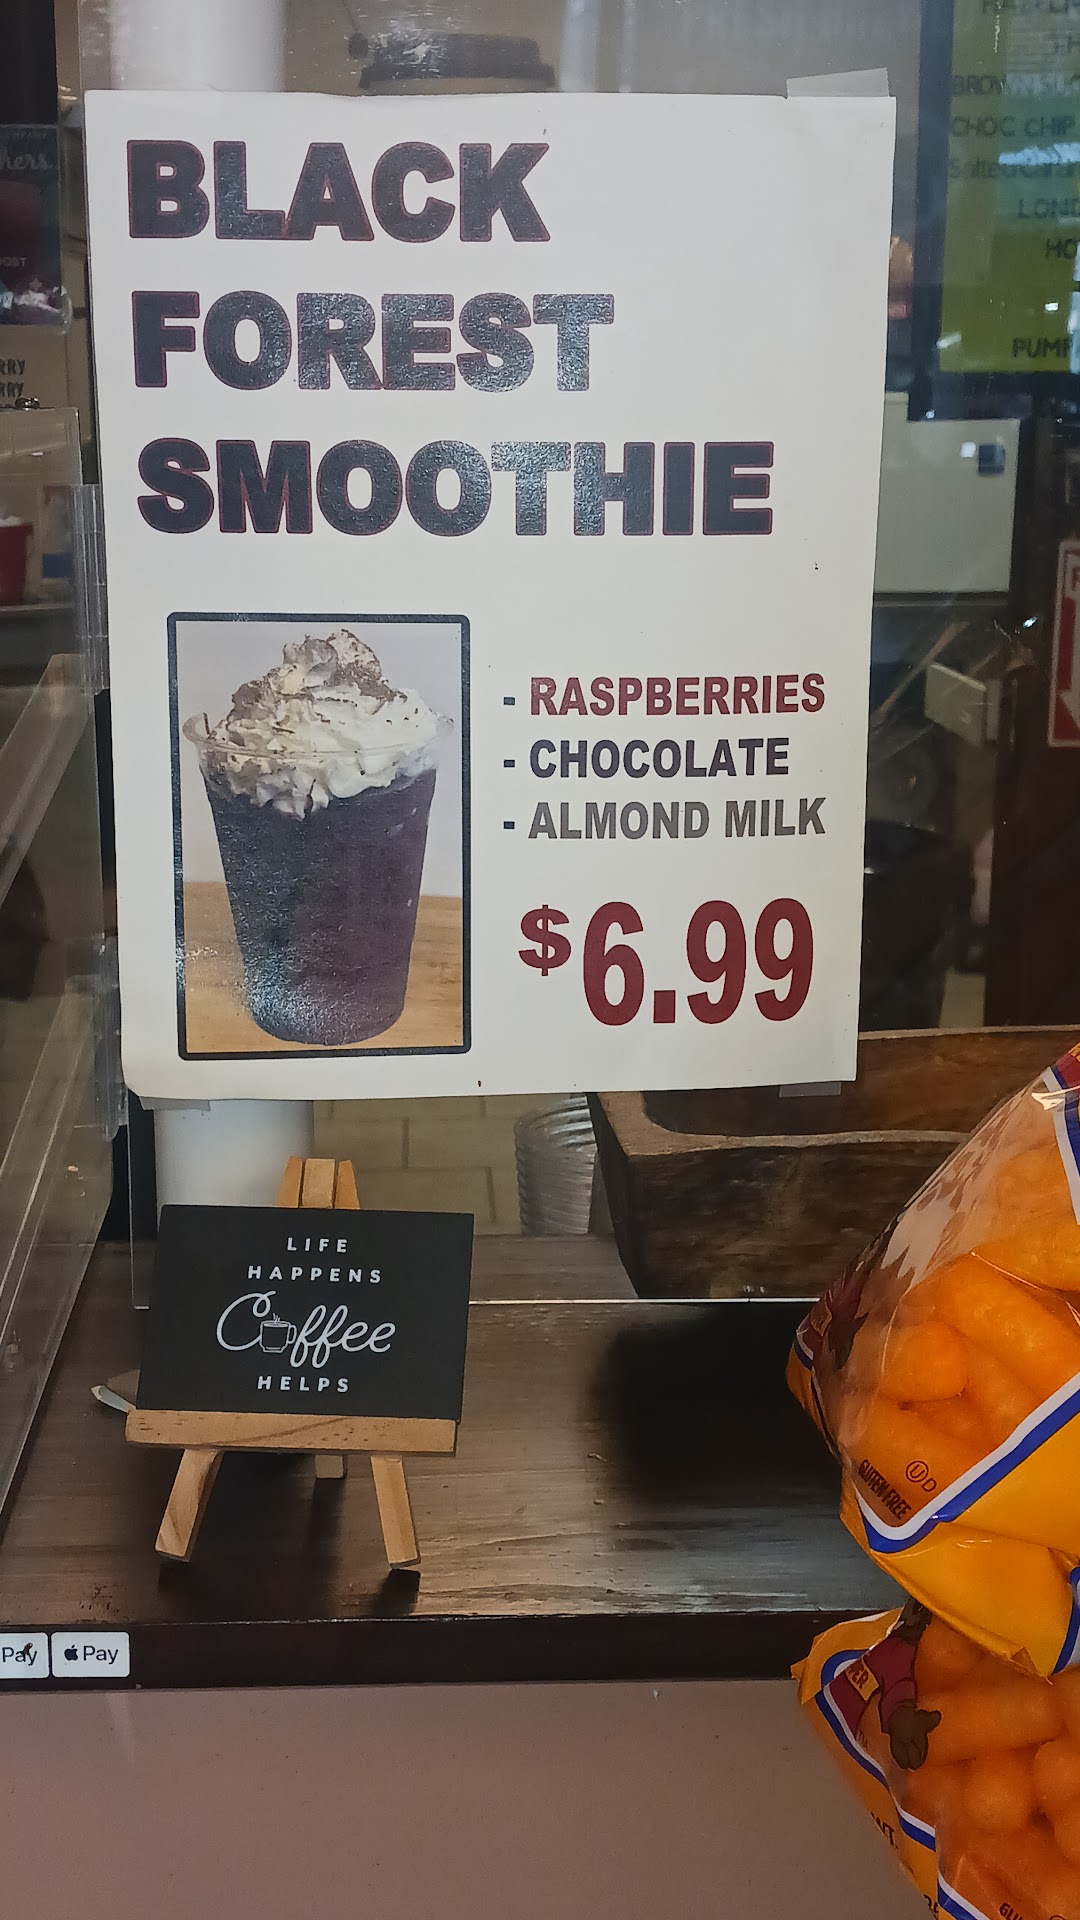 BLACK
FOREST
SMOOTHIE
- RASPBERRIES
- CHOCOLATE
- ALMOND MILK
$6.99
LIFE
HAPPENS
Coffee
HELPS
Pay
Pay
CHOC CHIP
GLUTEN FREE
U D